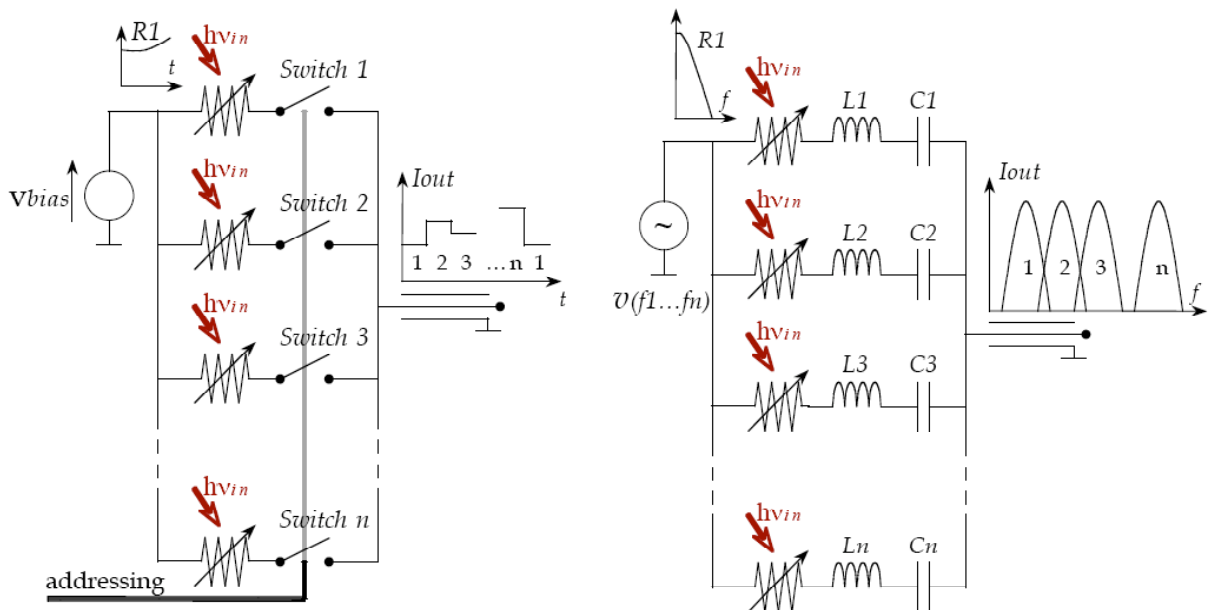 R1
t
hνin
Switch 1
Vbias
hνin
Switch 2
Iout
1 2 3 ...n 1
t
hνin
Switch 3
hνin
Switch n
addressing
R1
f
hνin
L1
C1
~
v(f1...fn)
hνin
L2
C2
Iout
1 2 3 n
f
hνin
L3
C3
hνin
Ln
Cn